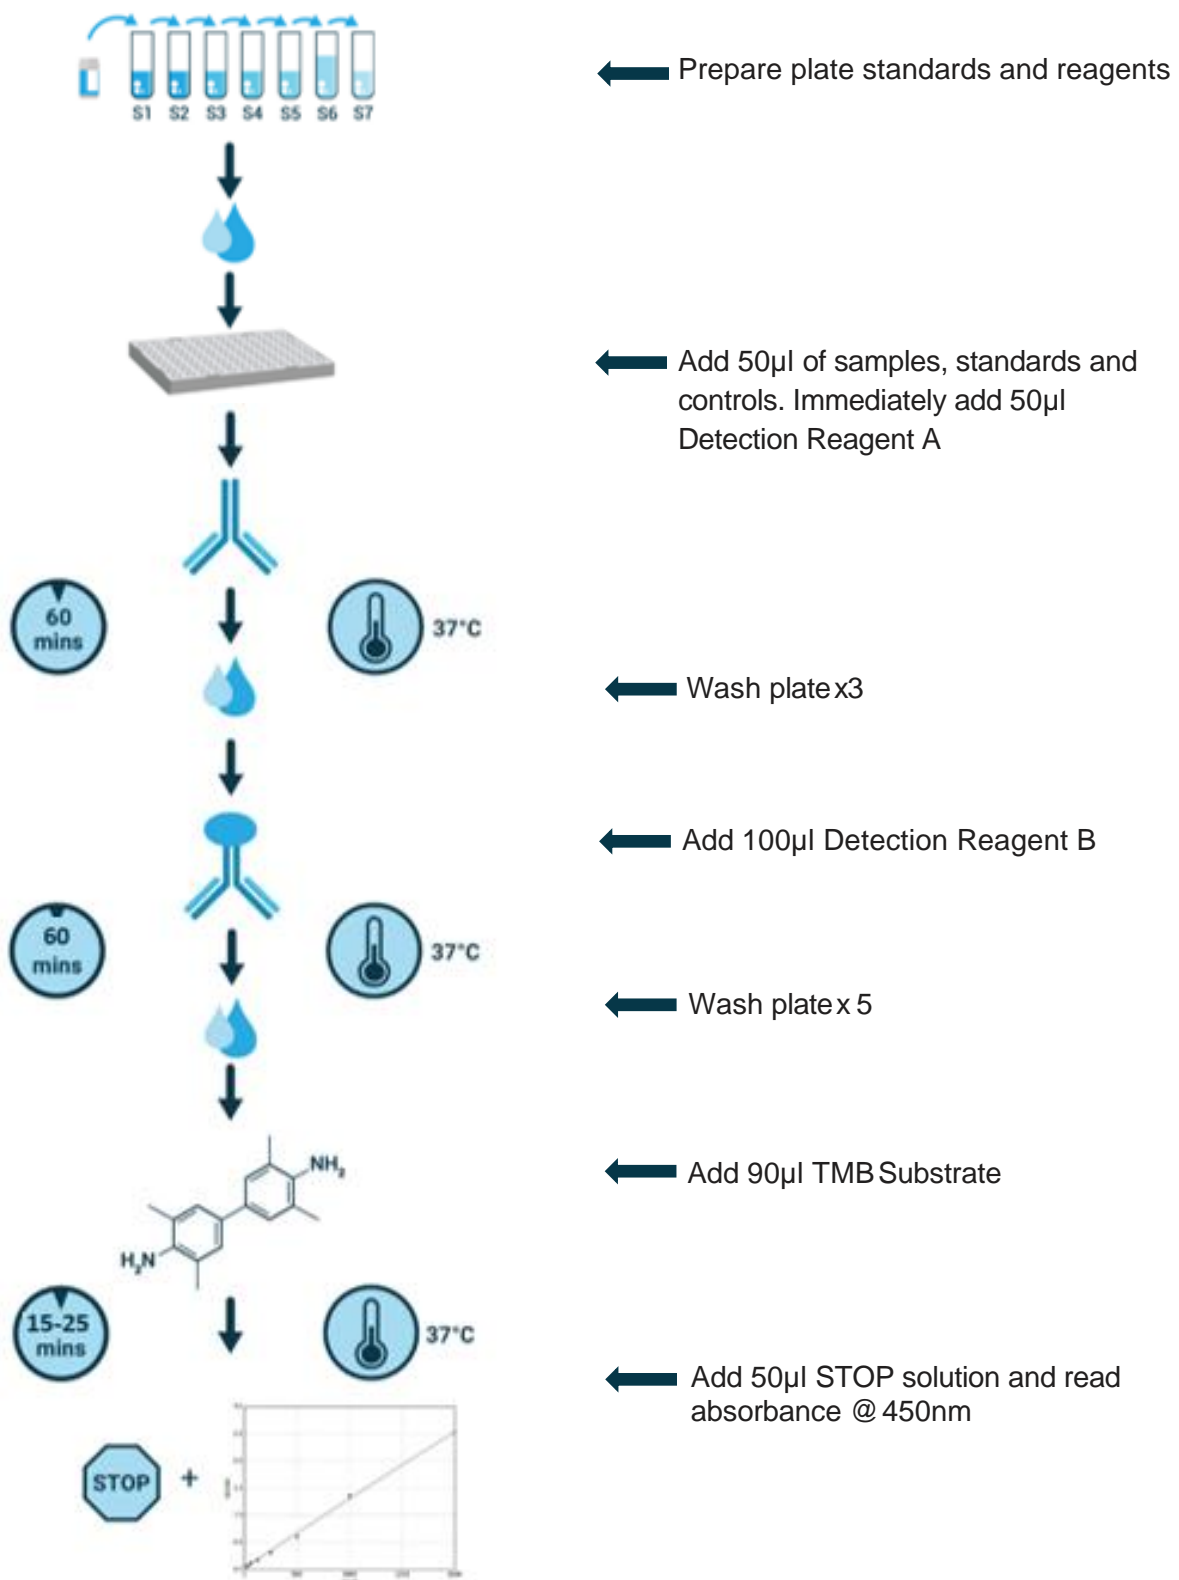 S1 S2 S3 S4 S5 S6 S7
Prepare plate standards and reagents
Add 50µl of samples, standards and
controls. Immediately add 50µl
Detection Reagent A
60
mins
37°C
Wash plate x3
Add 100µl Detection Reagent B
60
mins
37°C
Wash plate x 5
NH₂
H₂N
Add 90µl TMB Substrate
15-25
mins
37°C
Add 50µl STOP solution and read
absorbance @ 450nm
STOP +